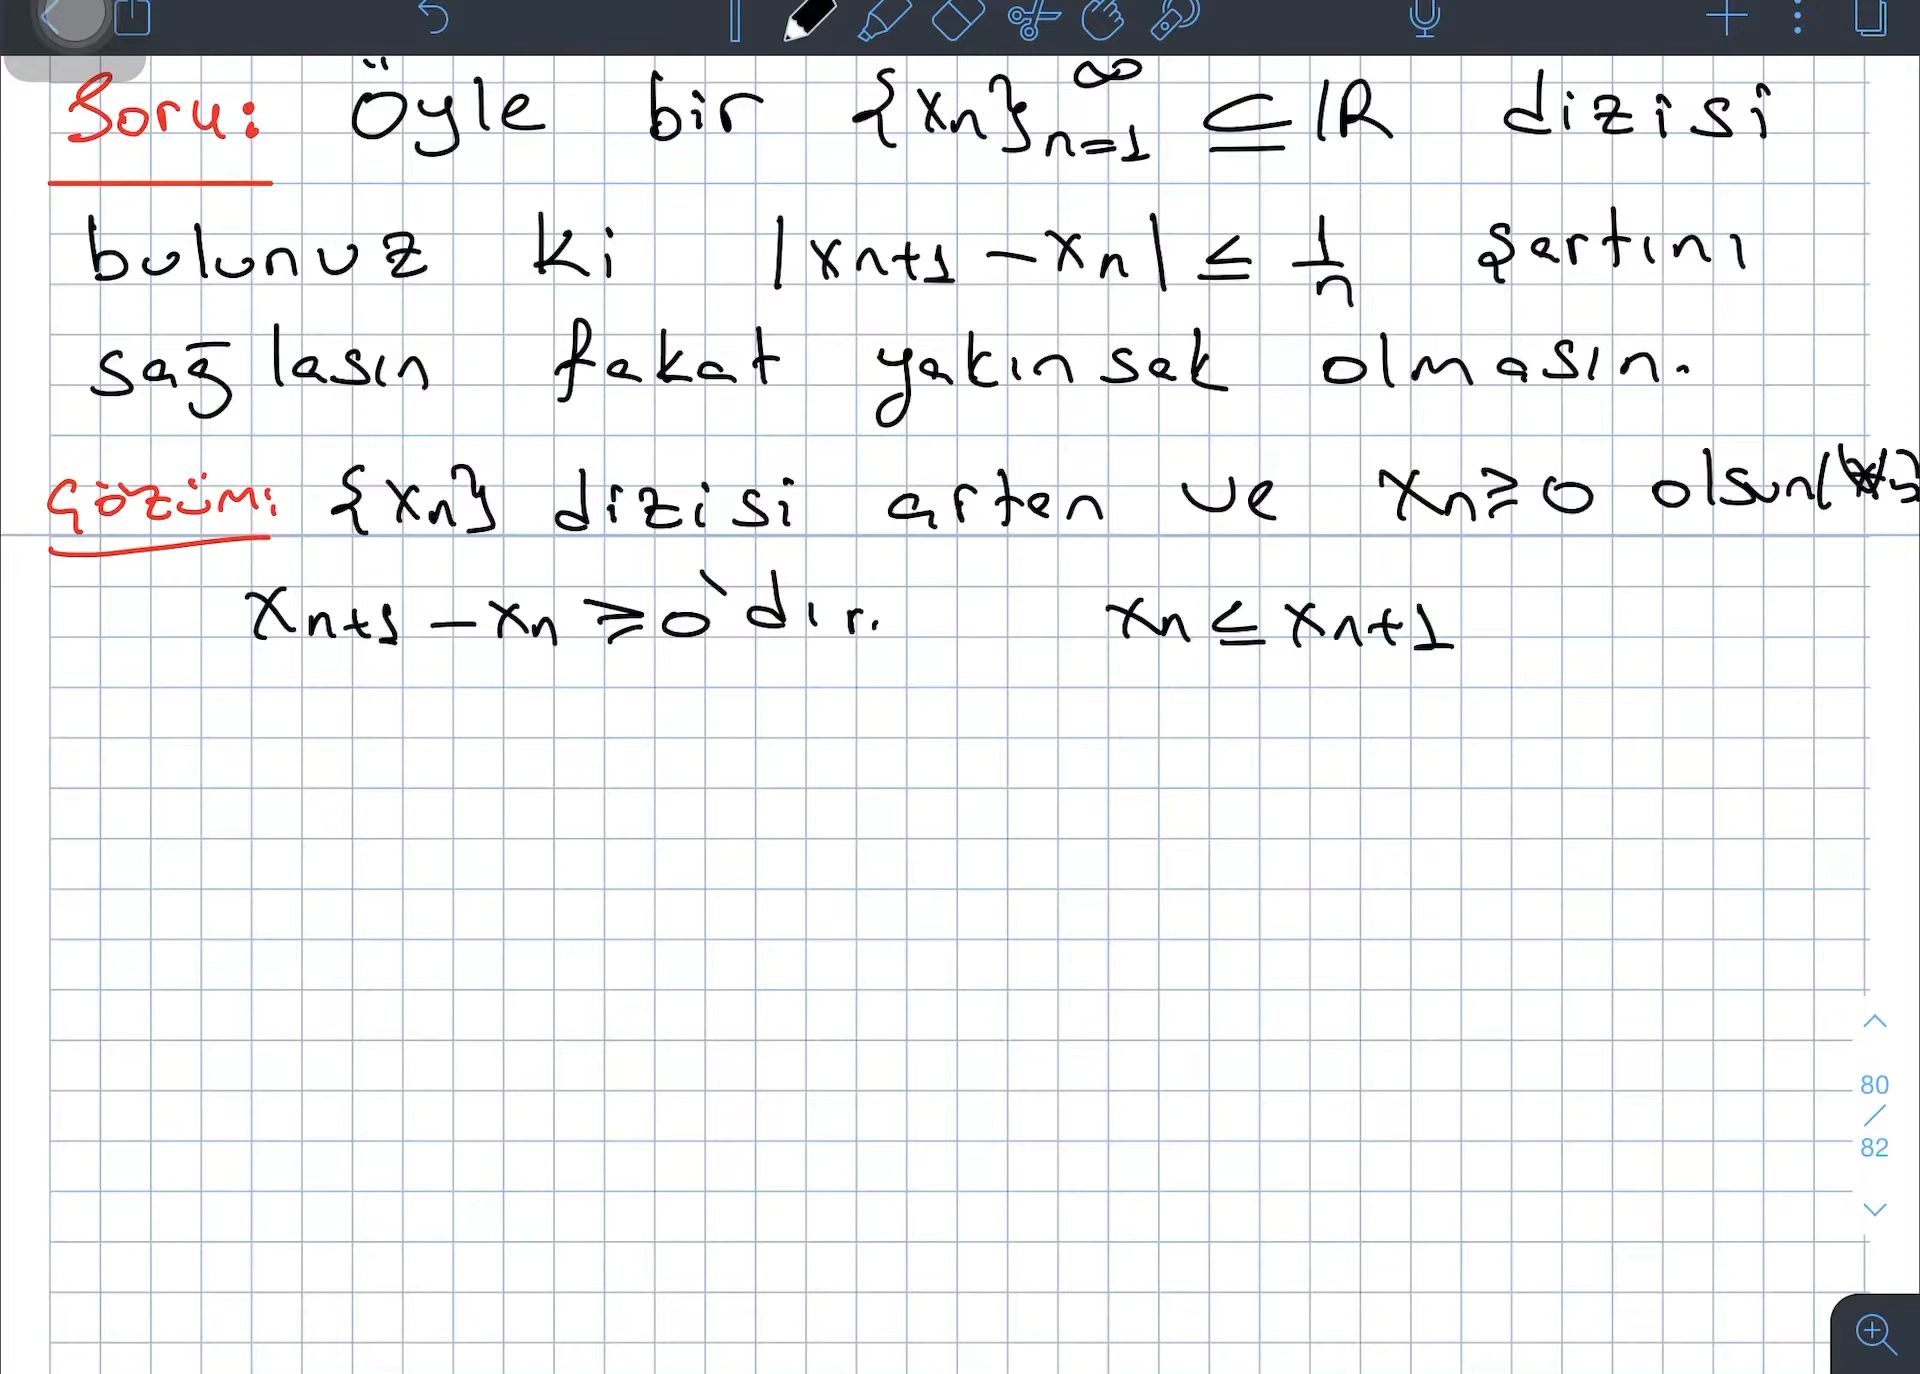 Soru: Öyle bir {xn}∞n=1 ⊆ IR dizisi
bulunuz ki |xn+1 - xn| ≤ 1/n şartını
sağlasın fakat yakınsak olmasın.
Çözüm: {xn} dizisi artan ve xn ≥ 0 olsun
xn+1 - xn ≥ 0'dır. xn ≤ xn+1
80
/
82